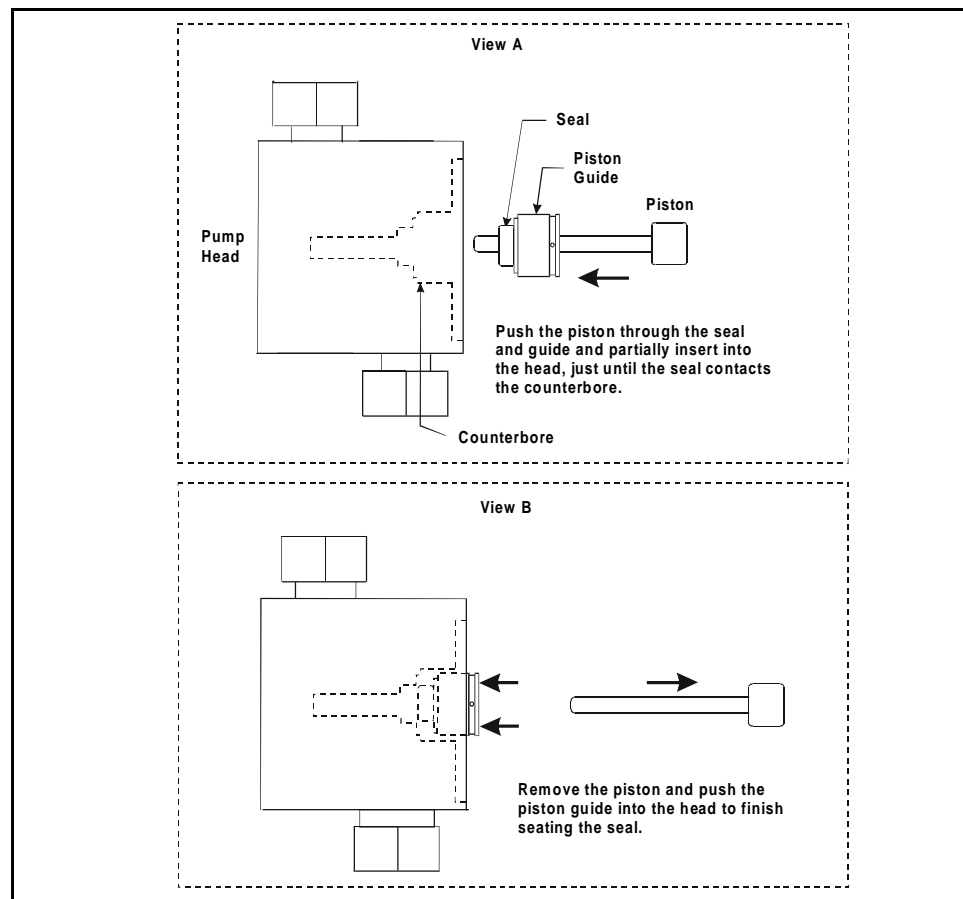 View A
Seal
Piston
Guide
Piston
Pump
Head
Push the piston through the seal
and guide and partially insert into
the head, just until the seal contacts
the counterbore.
Counterbore
View B
Remove the piston and push the
piston guide into the head to finish
seating the seal.